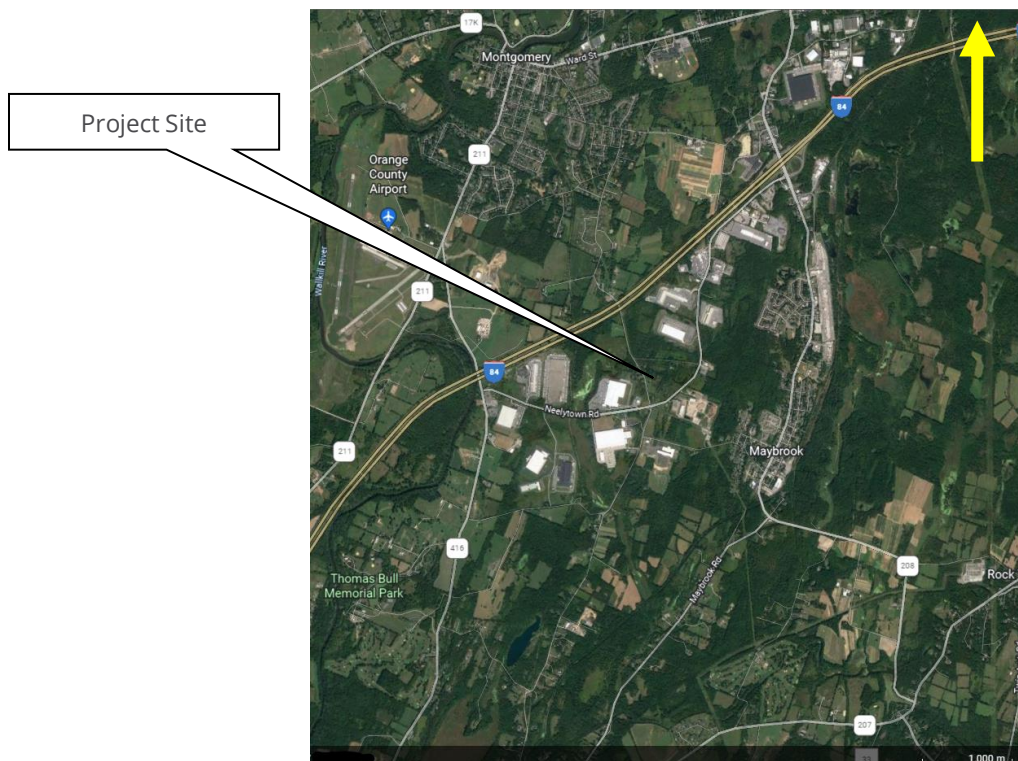 17K
Montgomery
Ward St
84
Project Site
211
Orange
County
Airport
Wallkill River
211
84
Neelytown Rd
211
Maybrook
416
208
Thomas Bull
Memorial Park
Maybrook Rd
Rock
207
1,000 m